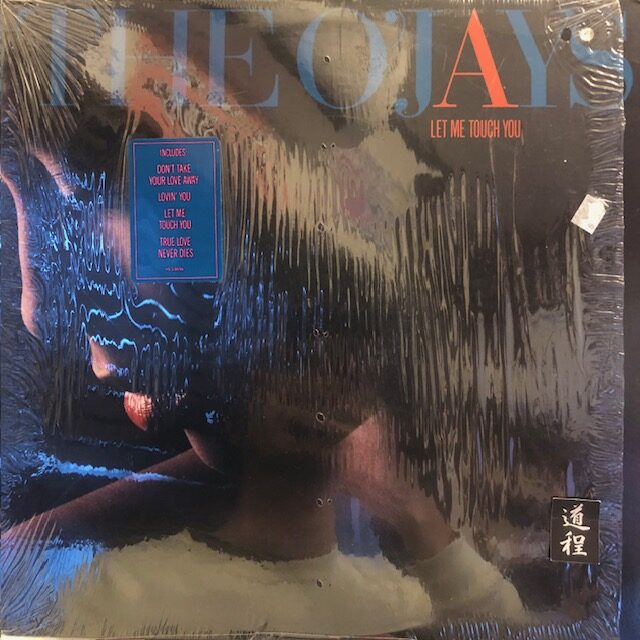 THE O'JAYS
LET ME TOUCH YOU
INCLUDES:
DON'T TAKE
YOUR LOVE AWAY
LOVIN' YOU
LET ME
TOUCH YOU
TRUE LOVE
NEVER DIES
道
程